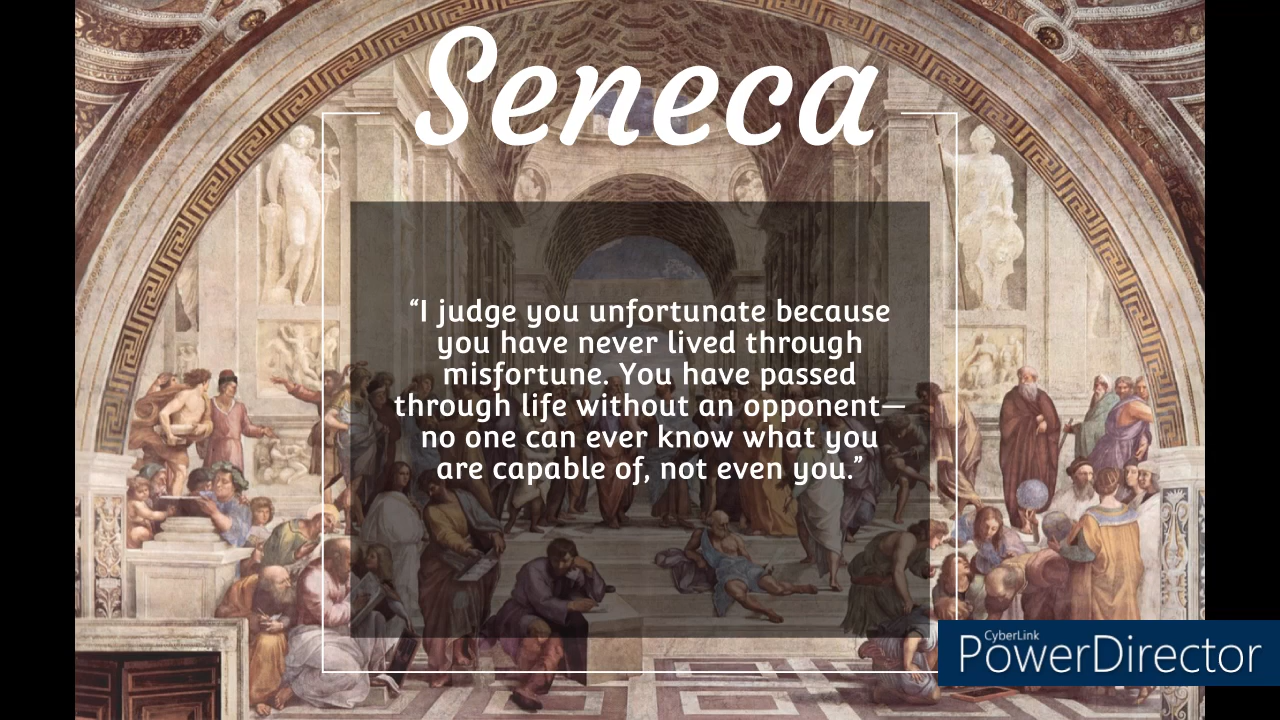 Seneca
“I judge you unfortunate because
you have never lived through
misfortune. You have passed
through life without an opponent—
no one can ever know what you
are capable of, not even you.”
CyberLink
PowerDirector